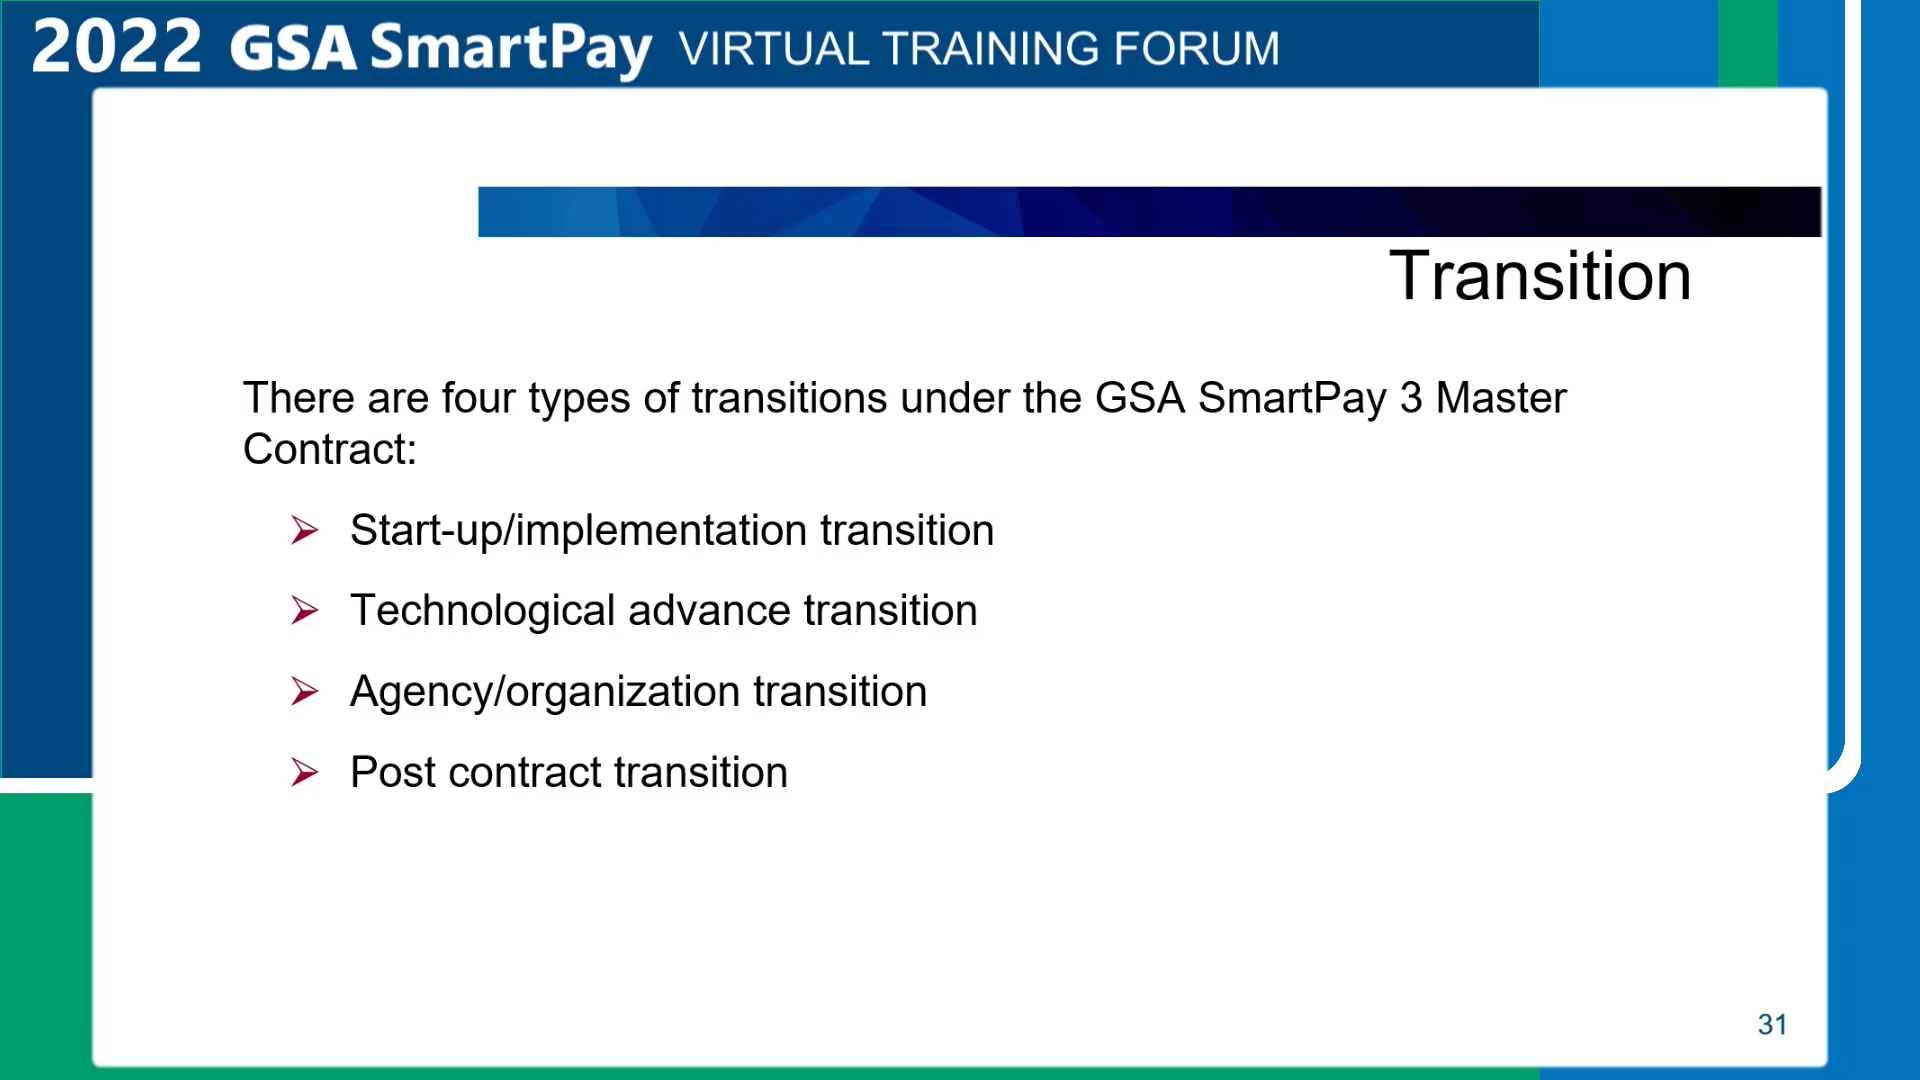 2022 GSA SmartPay VIRTUAL TRAINING FORUM
Transition
There are four types of transitions under the GSA SmartPay 3 Master
Contract:
Start-up/implementation transition
Technological advance transition
Agency/organization transition
Post contract transition
31